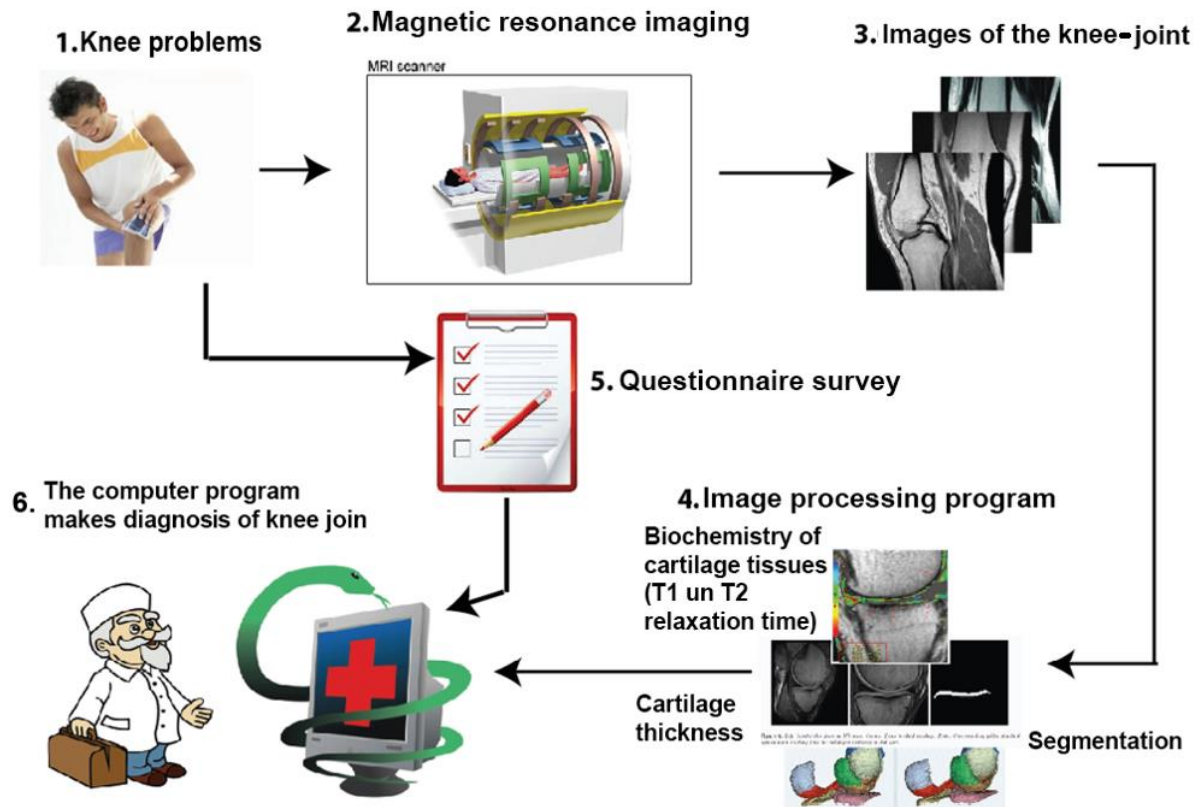 1. Knee problems
2. Magnetic resonance imaging
MRI scanner
3. Images of the knee-joint
5. Questionnaire survey
6. The computer program
makes diagnosis of knee join
4. Image processing program
Biochemistry of
cartilage tissues
(T1 un T2
relaxation time)
Cartilage
thickness
Segmentation